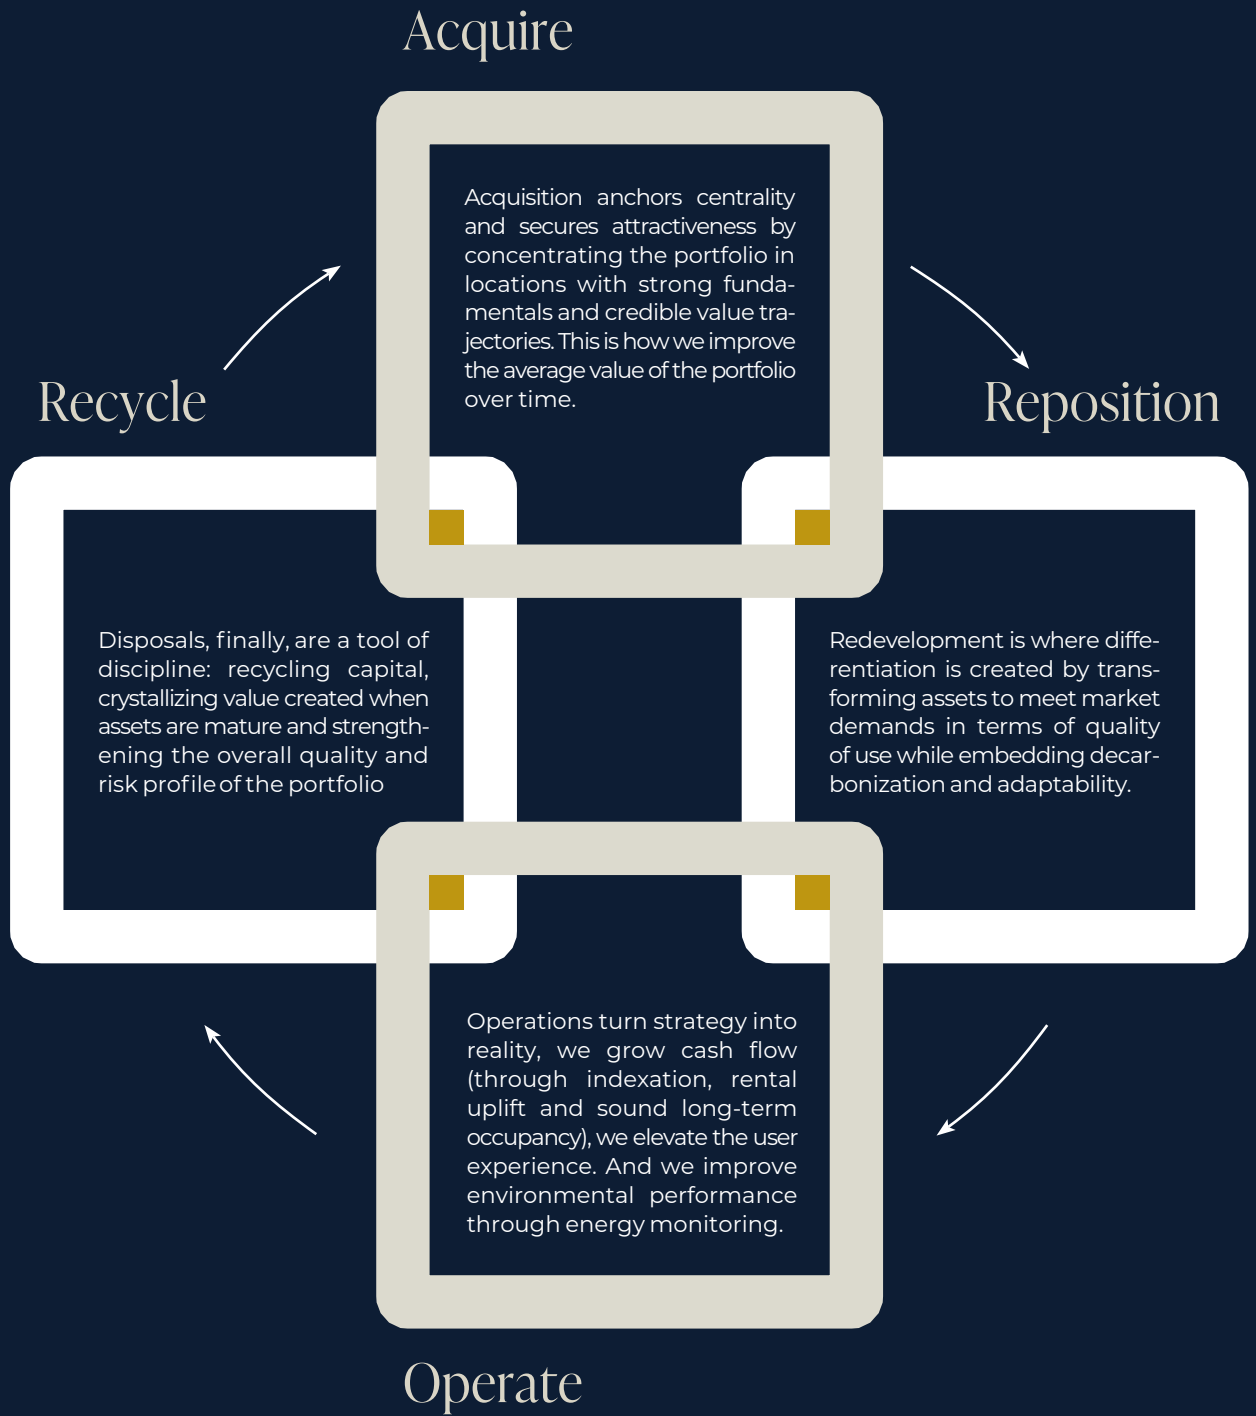 Acquire
Acquisition anchors centrality
and secures attractiveness by
concentrating the portfolio in
locations with strong funda-
mentals and credible value tra-
jectories. This is how we improve
the average value of the portfolio
over time.
Recycle
Reposition
Disposals, finally, are a tool of
discipline: recycling capital,
crystallizing value created when
assets are mature and strength-
ening the overall quality and
risk profile of the portfolio
Redevelopment is where diffe-
rentiation is created by trans-
forming assets to meet market
demands in terms of quality
of use while embedding decar-
bonization and adaptability.
Operations turn strategy into
reality, we grow cash flow
(through indexation, rental
uplift and sound long-term
occupancy), we elevate the user
experience. And we improve
environmental performance
through energy monitoring.
Operate